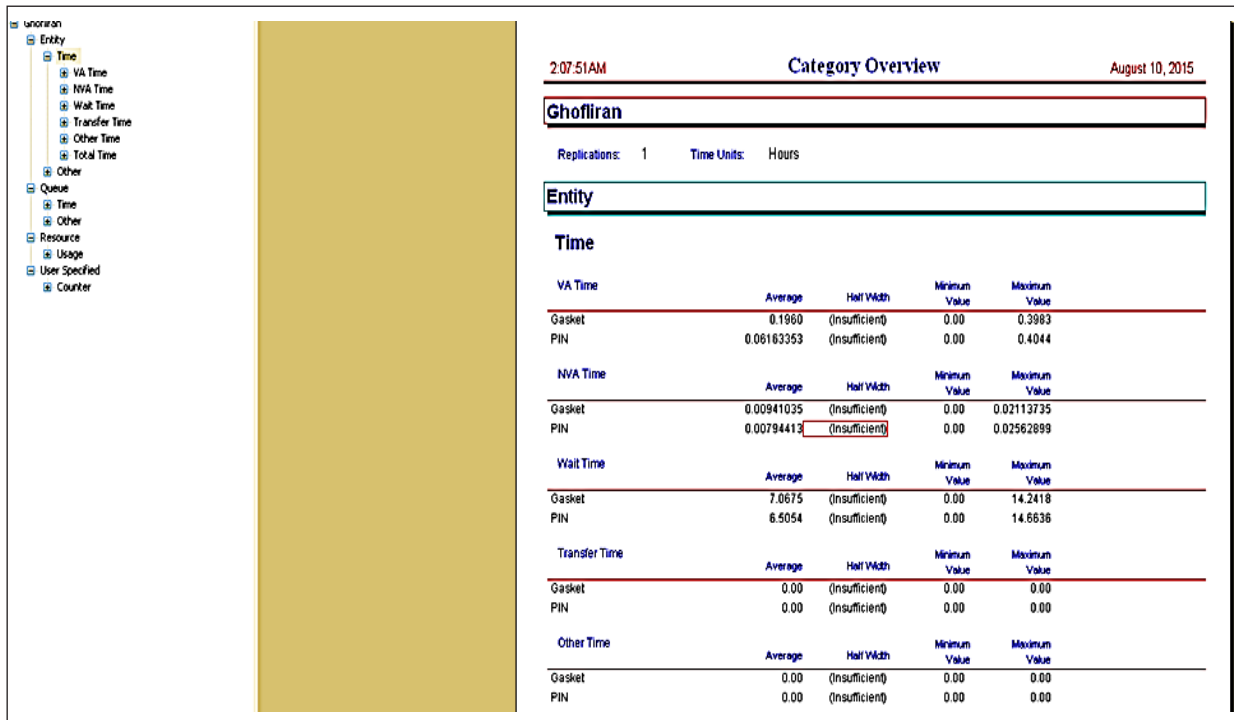 Ghofliran
Entity
Time
VA Time
NVA Time
Wait Time
Transfer Time
Other Time
Total Time
Other
Queue
Time
Other
Resource
Usage
User Specified
Counter
2:07:51AM Category Overview August 10, 2015
Ghofliran
Replications: 1 Time Units: Hours
Entity
Time
VA Time Average Half Width Minimum Value Maximum Value
Gasket 0.1960 (Insufficient) 0.00 0.3983
PIN 0.06163353 (Insufficient) 0.00 0.4044
NVA Time Average Half Width Minimum Value Maximum Value
Gasket 0.00941035 (Insufficient) 0.00 0.02113735
PIN 0.00794413 (Insufficient) 0.00 0.02562899
Wait Time Average Half Width Minimum Value Maximum Value
Gasket 7.0675 (Insufficient) 0.00 14.2418
PIN 6.5054 (Insufficient) 0.00 14.6636
Transfer Time Average Half Width Minimum Value Maximum Value
Gasket 0.00 (Insufficient) 0.00 0.00
PIN 0.00 (Insufficient) 0.00 0.00
Other Time Average Half Width Minimum Value Maximum Value
Gasket 0.00 (Insufficient) 0.00 0.00
PIN 0.00 (Insufficient) 0.00 0.00